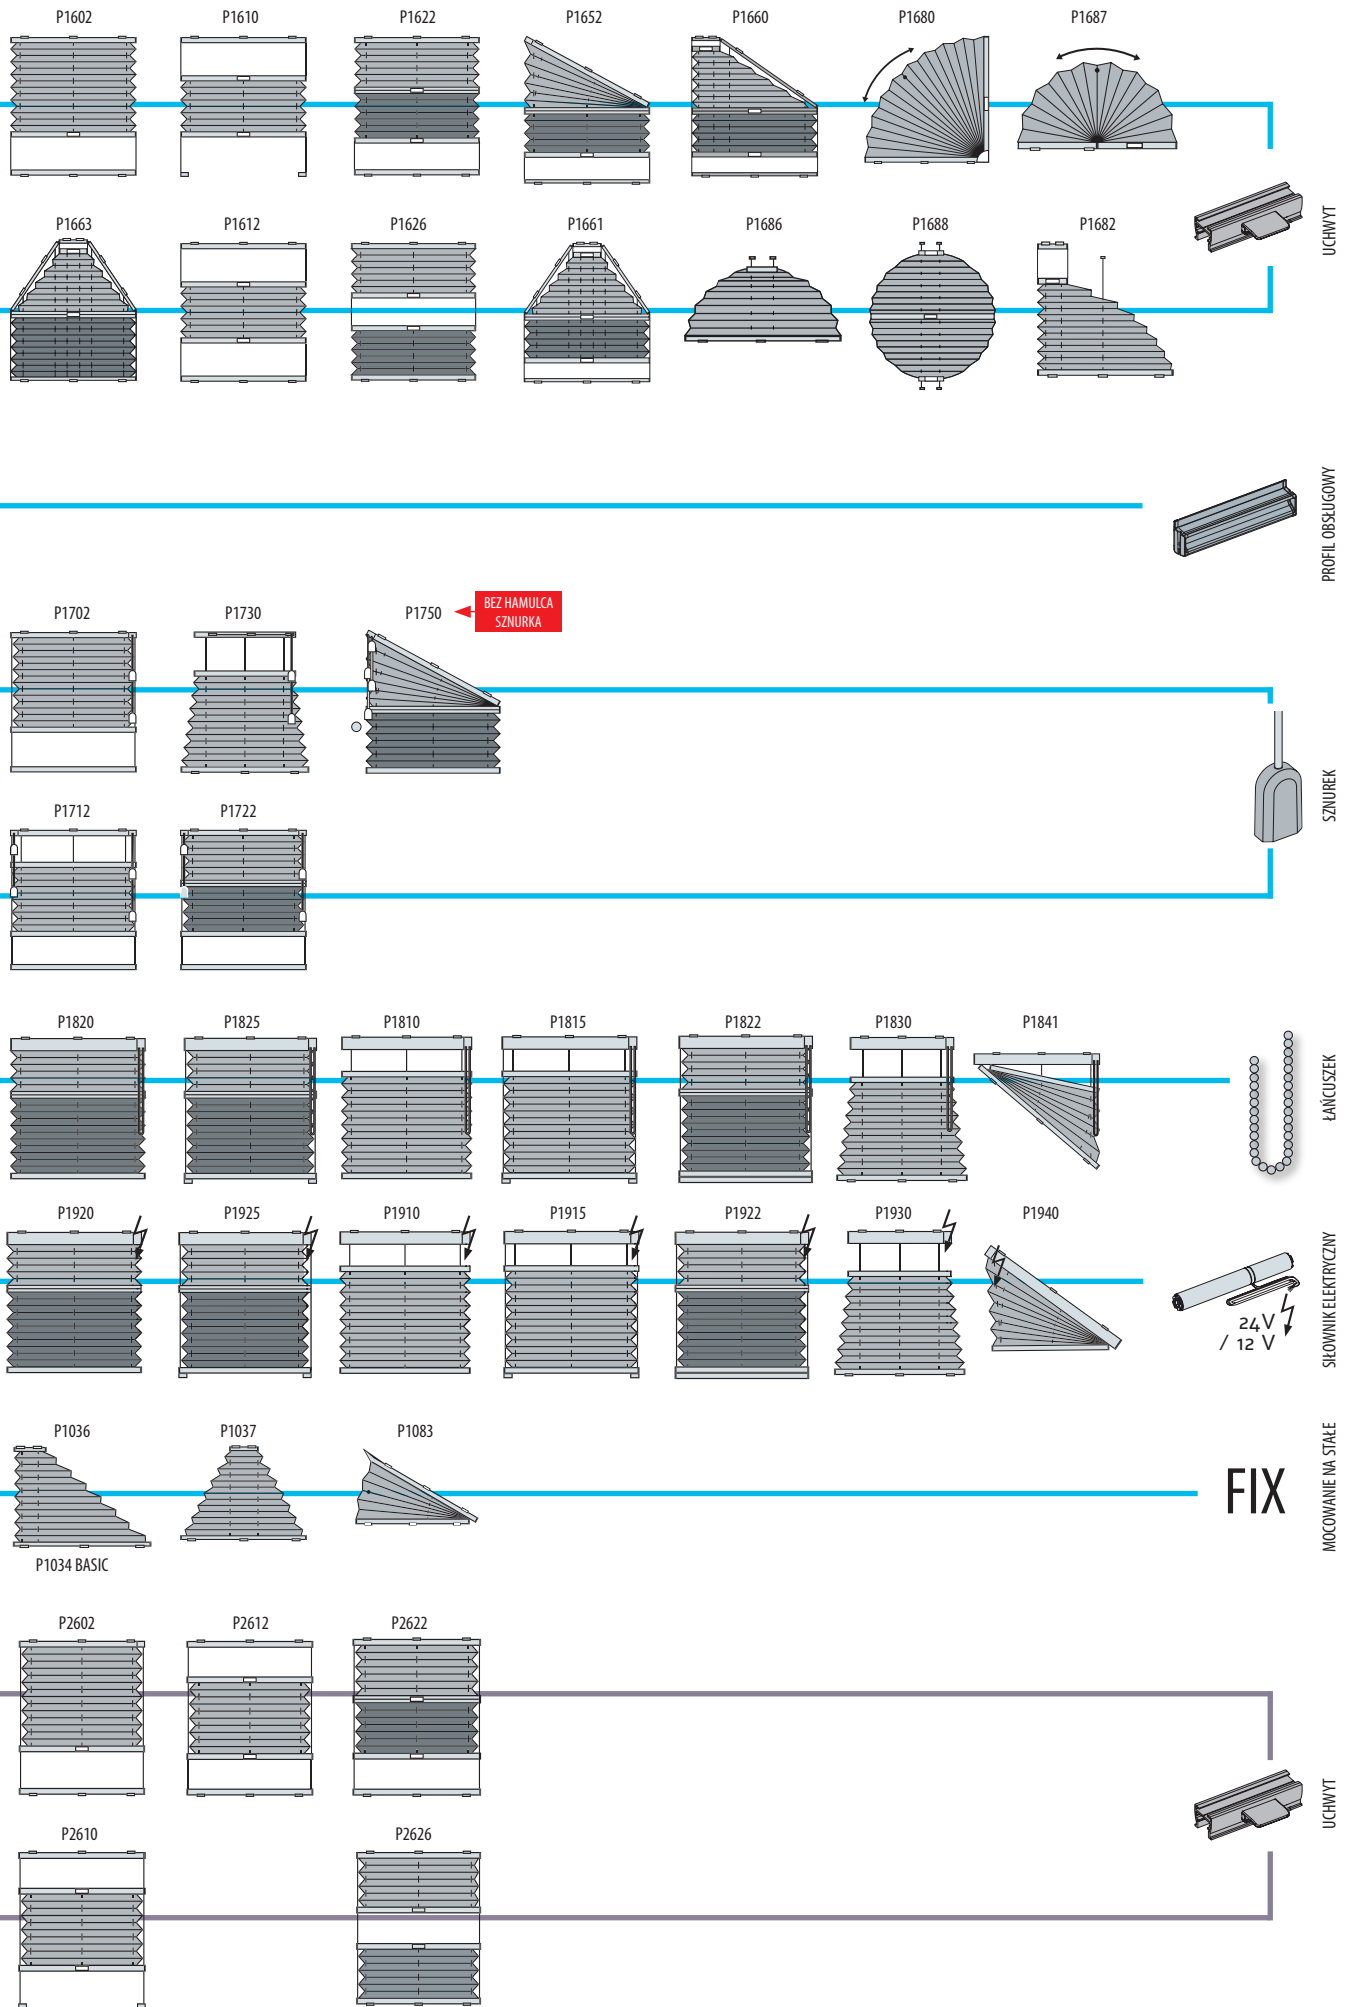 P1602 P1610 P1622 P1652 P1660 P1680 P1687
UCHWYT
P1663 P1612 P1626 P1661 P1686 P1688 P1682
PROFIL OBSŁUGOWY
P1702 P1730 P1750
BEZ HAMULCA
SZNURKA
SZNUREK
P1712 P1722
P1820 P1825 P1810 P1815 P1822 P1830 P1841
ŁAŃCUSZEK
P1920 P1925 P1910 P1915 P1922 P1930 P1940
24V
/ 12 V
SIŁOWNIK ELEKTRYCZNY
P1036 P1037 P1083
FIX
MOCOWANIE NA STAŁE
P1034 BASIC
P2602 P2612 P2622
UCHWYT
P2610 P2626